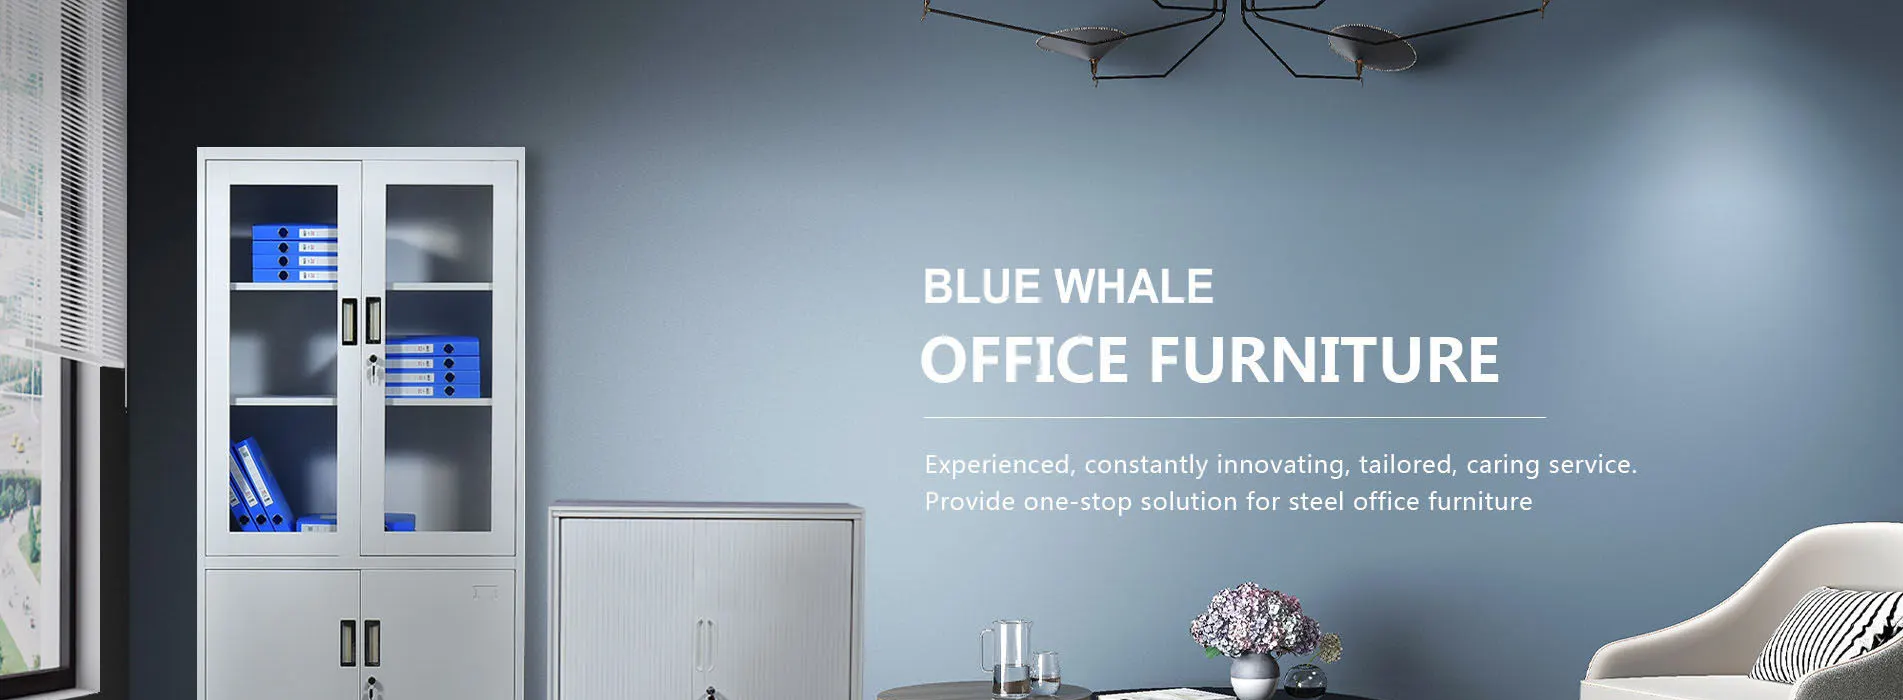 BLUE WHALE
OFFICE FURNITURE
Experienced, constantly innovating, tailored, caring service.
Provide one-stop solution for steel office furniture